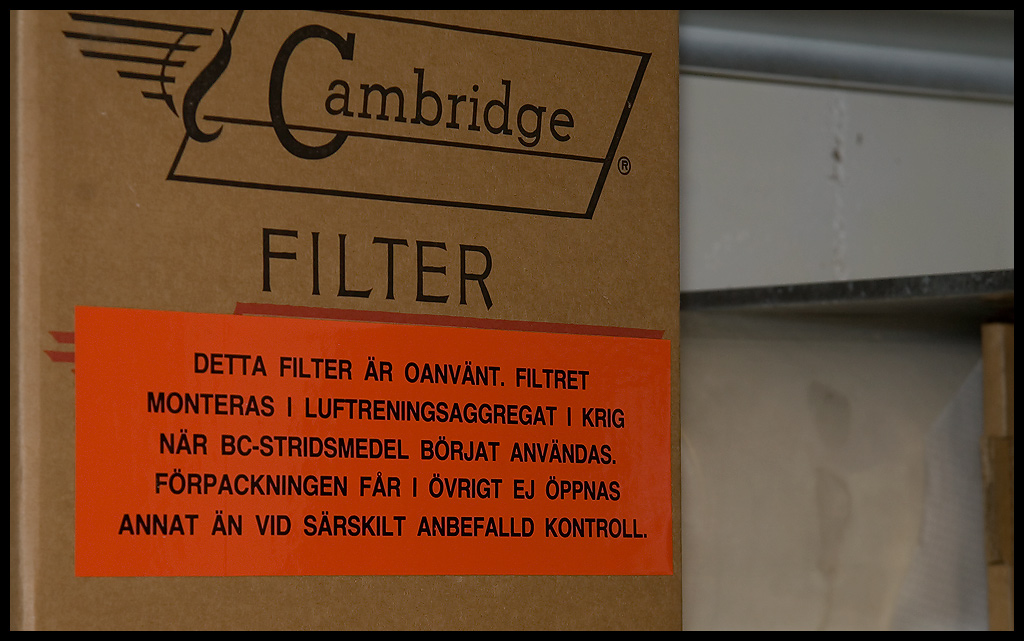 Cambridge
®
FILTER
DETTA FILTER ÄR OANVÄNT. FILTRET
MONTERAS I LUFTRENINGSAGGREGAT I KRIG
NÄR BC-STRIDSMEDEL BÖRJAT ANVÄNDAS.
FÖRPACKNINGEN FÅR I ÖVRIGT EJ ÖPPNAS
ANNAT ÄN VID SÄRSKILT ANBEFALLD KONTROLL.